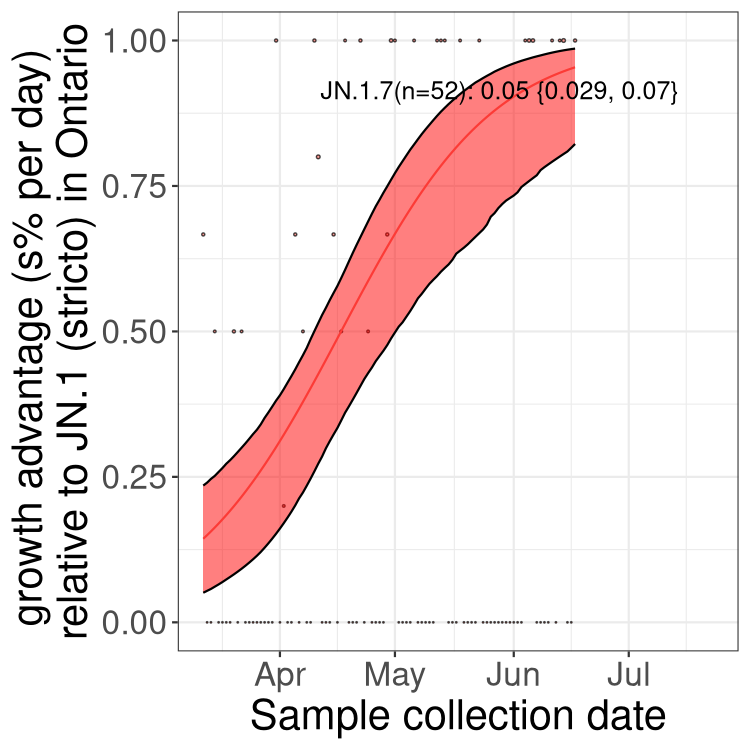 growth advantage (s% per day)
relative to JN.1 (stricto) in Ontario
1.00
0.75
0.50
0.25
0.00
JN.1.7(n=52): 0.05 {0.029, 0.07}
Apr May Jun Jul
Sample collection date